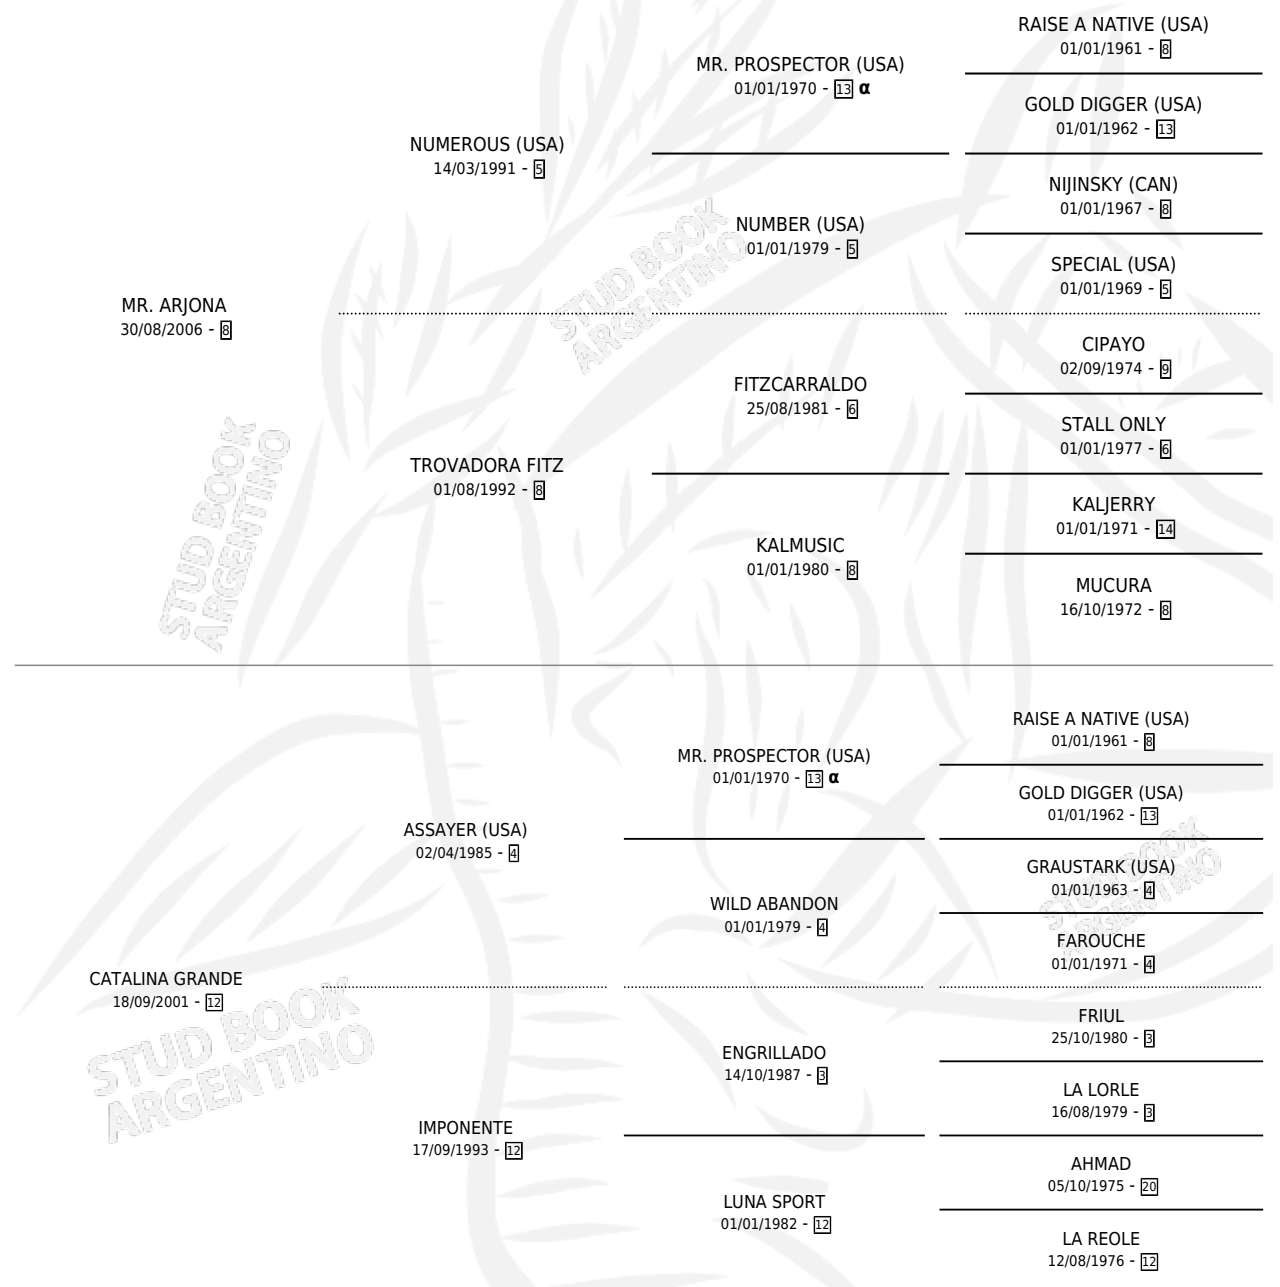 RAISE A NATIVE (USA)
01/01/1961 - 8
MR. PROSPECTOR (USA)
01/01/1970 - 13 α
GOLD DIGGER (USA)
01/01/1962 - 13
NUMEROUS (USA)
14/03/1991 - 5
NIJINSKY (CAN)
01/01/1967 - 8
NUMBER (USA)
01/01/1979 - 5
SPECIAL (USA)
01/01/1969 - 5
MR. ARJONA
30/08/2006 - 8
STUD BOOK
ARGENTINO
CIPAYO
02/09/1974 - 9
FITZCARRALDO
25/08/1981 - 6
STALL ONLY
01/01/1977 - 6
TROVADORA FITZ
01/08/1992 - 8
KALJERRY
01/01/1971 - 14
KALMUSIC
01/01/1980 - 8
MUCURA
16/10/1972 - 8
STUD BOOK
ARGENTINO
RAISE A NATIVE (USA)
01/01/1961 - 8
MR. PROSPECTOR (USA)
01/01/1970 - 13 α
GOLD DIGGER (USA)
01/01/1962 - 13
ASSAYER (USA)
02/04/1985 - 4
GRAUSTARK (USA)
01/01/1963 - 4
WILD ABANDON
01/01/1979 - 4
FAROUCHE
01/01/1971 - 4
STUD BOOK
ARGENTINO
CATALINA GRANDE
18/09/2001 - 12
FRIUL
25/10/1980 - 3
ENGRILLADO
14/10/1987 - 3
LA LORLE
16/08/1979 - 3
STUD BOOK
ARGENTINO
IMPONENTE
17/09/1993 - 12
AHMAD
05/10/1975 - 20
LUNA SPORT
01/01/1982 - 12
LA REOLE
12/08/1976 - 12